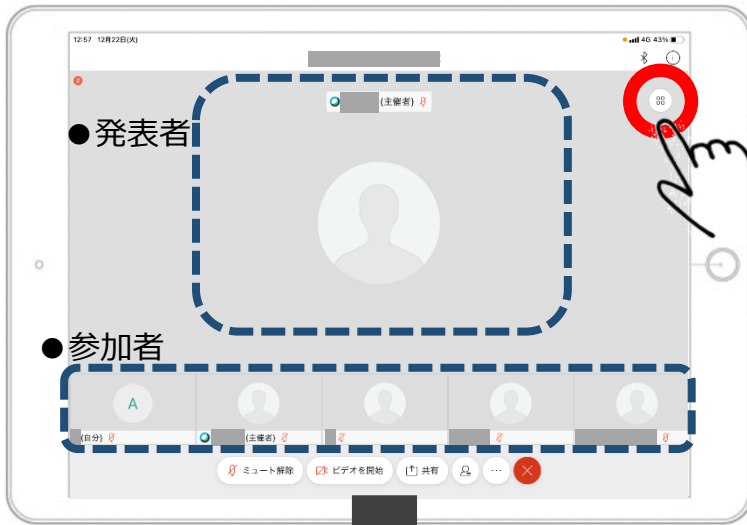 12:57 12月22日(火)
4G 43%
(主催者)
●発表者
●参加者
A
(自分)
(主催者)
ミュート解除
ビデオを開始
共有
…